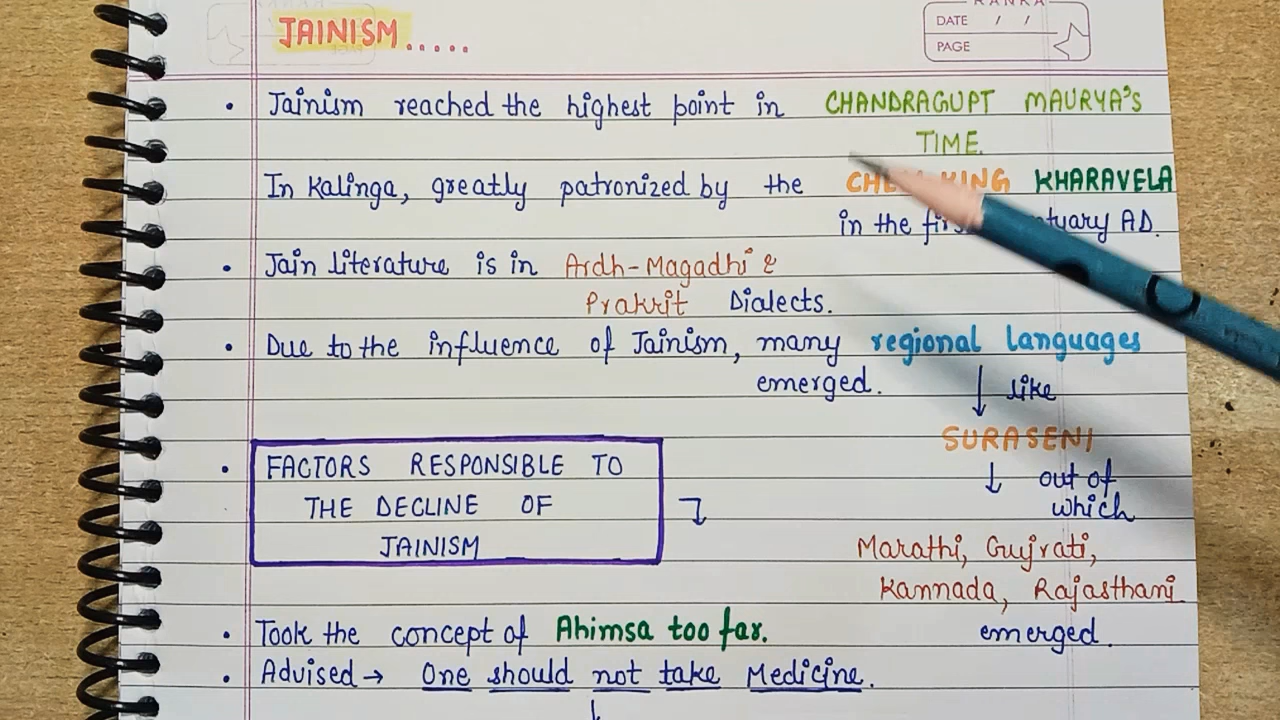 JAINISM.....
DATE / /
PAGE
• Jainism reached the highest point in CHANDRAGUPT MAURYA's
TIME.
In Kalinga, greatly patronized by the KING KHARAVELA
in the AD.
• Jain literature is in Ardh-Magadhi &
Prakrit Dialects.
• Due to the influence of Jainism, many regional languages
emerged. ↓ like
SURASENI
↓ out of
which
• FACTORS RESPONSIBLE TO
THE DECLINE OF
JAINISM
Marathi, Gujrati,
Kannada, Rajasthani
emerged.
• Took the concept of Ahimsa too far.
• Advised → One should not take Medicine.
↓